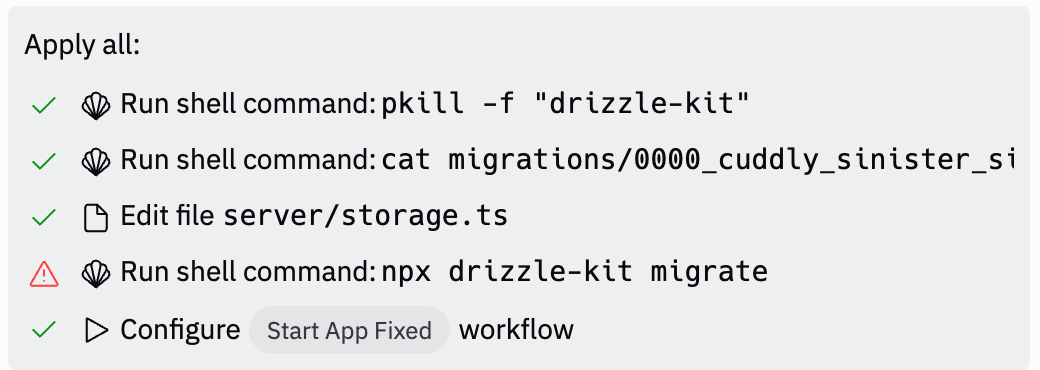 Apply all:
Run shell command: pkill -f "drizzle-kit"
Run shell command: cat migrations/0000_cuddly_sinister_si
Edit file server/storage.ts
Run shell command: npx drizzle-kit migrate
Configure Start App Fixed workflow